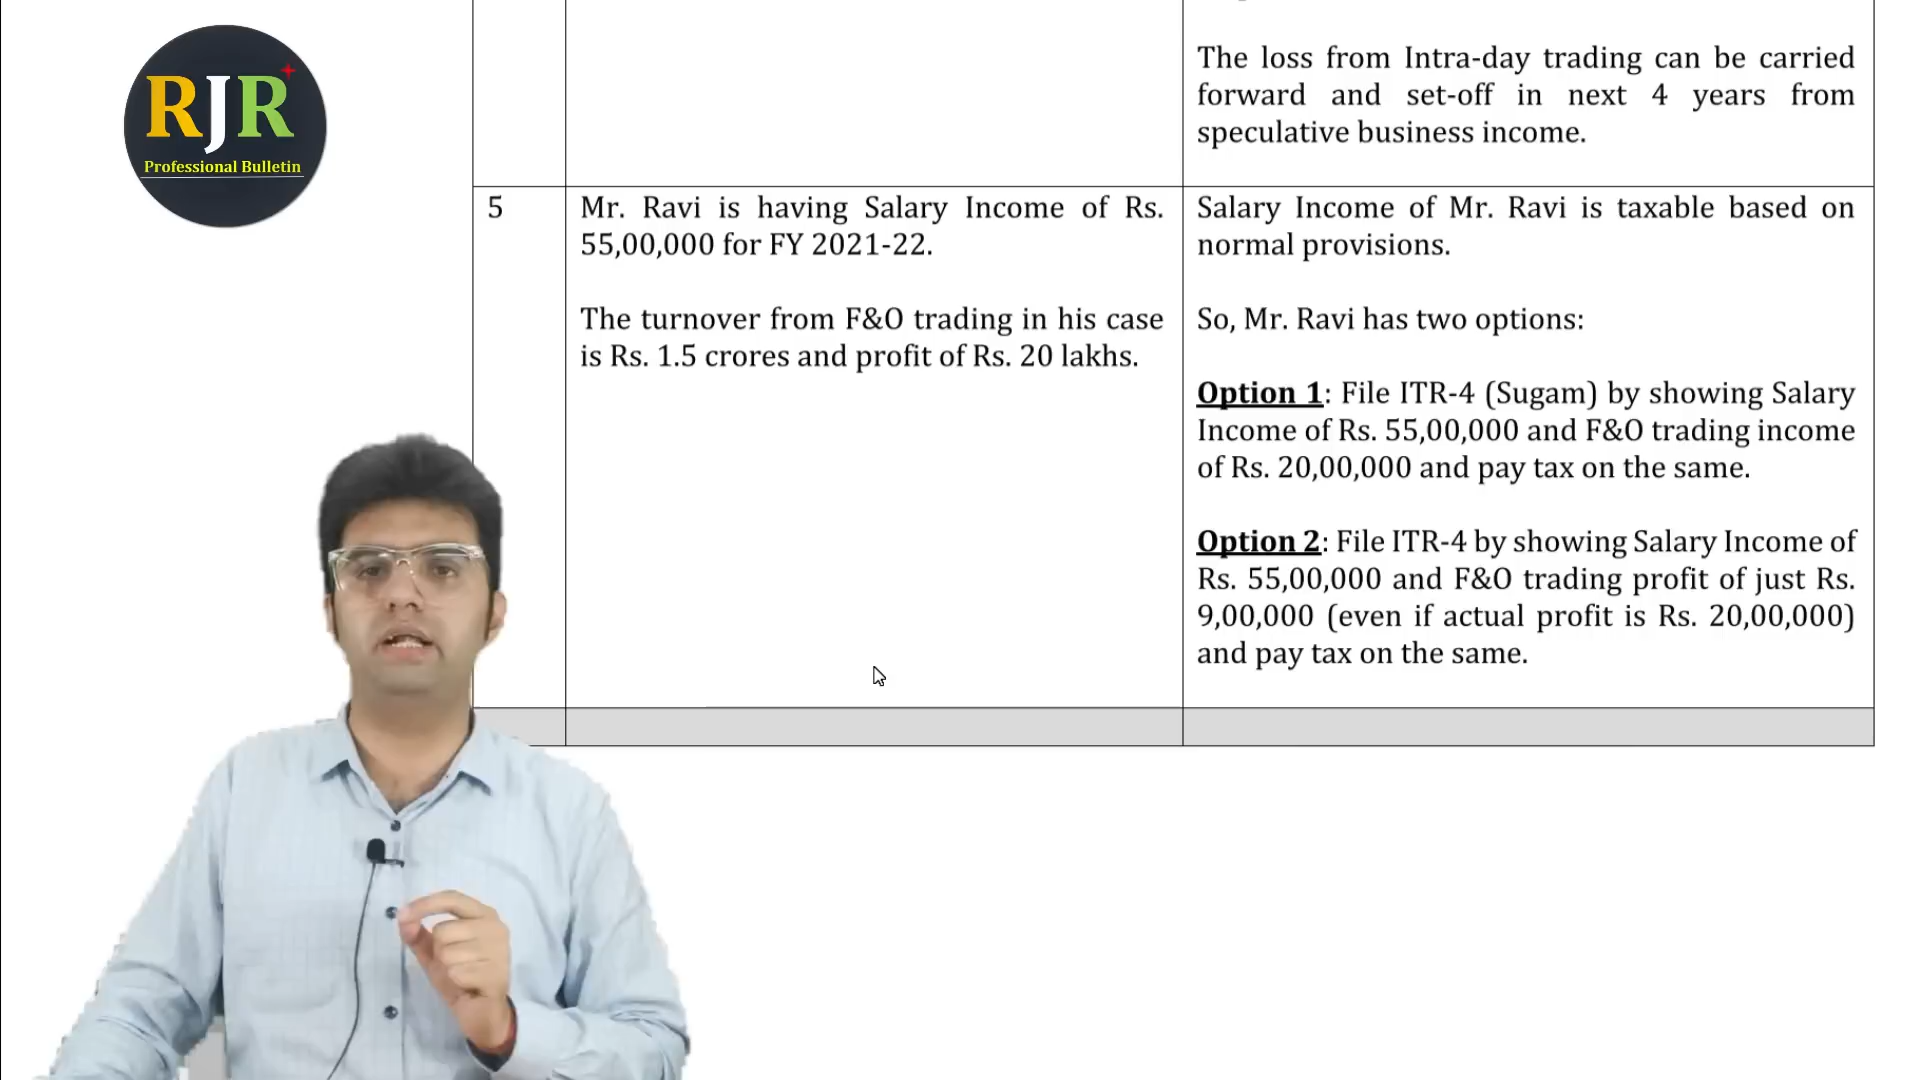 RJR
Professional Bulletin
The loss from Intra-day trading can be carried
forward and set-off in next 4 years from
speculative business income.
5
Mr. Ravi is having Salary Income of Rs.
55,00,000 for FY 2021-22.
The turnover from F&O trading in his case
is Rs. 1.5 crores and profit of Rs. 20 lakhs.
Salary Income of Mr. Ravi is taxable based on
normal provisions.
So, Mr. Ravi has two options:
Option 1: File ITR-4 (Sugam) by showing Salary
Income of Rs. 55,00,000 and F&O trading income
of Rs. 20,00,000 and pay tax on the same.
Option 2: File ITR-4 by showing Salary Income of
Rs. 55,00,000 and F&O trading profit of just Rs.
9,00,000 (even if actual profit is Rs. 20,00,000)
and pay tax on the same.